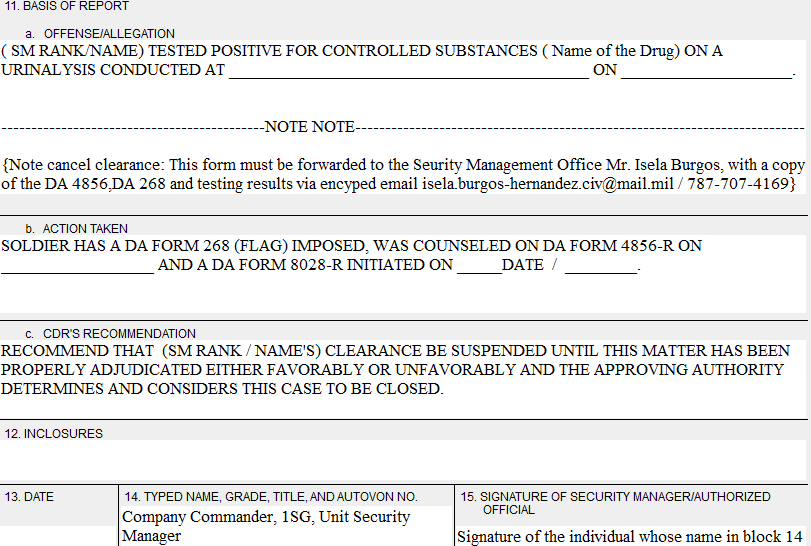 11. BASIS OF REPORT
a. OFFENSE/ALLEGATION
( SM RANK/NAME) TESTED POSITIVE FOR CONTROLLED SUBSTANCES ( Name of the Drug) ON A
URINALYSIS CONDUCTED AT ____________________________________________ ON _____________________.
--------------------------------------------NOTE NOTE---------------------------------------------------------------------------
{Note cancel clearance: This form must be forwarded to the Seurity Management Office Mr. Isela Burgos, with a copy
of the DA 4856,DA 268 and testing results via encyped email isela.burgos-hernandez.civ@mail.mil / 787-707-4169}
b. ACTION TAKEN
SOLDIER HAS A DA FORM 268 (FLAG) IMPOSED, WAS COUNSELED ON DA FORM 4856-R ON
___________________ AND A DA FORM 8028-R INITIATED ON _____DATE / _________.
c. CDR'S RECOMMENDATION
RECOMMEND THAT (SM RANK / NAME'S) CLEARANCE BE SUSPENDED UNTIL THIS MATTER HAS BEEN
PROPERLY ADJUDICATED EITHER FAVORABLY OR UNFAVORABLY AND THE APPROVING AUTHORITY
DETERMINES AND CONSIDERS THIS CASE TO BE CLOSED.
12. INCLOSURES
13. DATE
14. TYPED NAME, GRADE, TITLE, AND AUTOVON NO.
Company Commander, 1SG, Unit Security
Manager
15. SIGNATURE OF SECURITY MANAGER/AUTHORIZED
OFFICIAL
Signature of the individual whose name in block 14